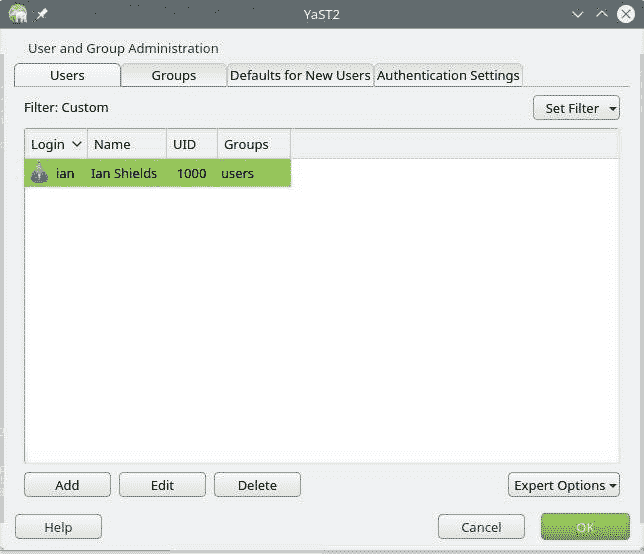 YaST2
User and Group Administration
Users Groups Defaults for New Users Authentication Settings
Filter: Custom Set Filter
Login Name UID Groups
ian Ian Shields 1000 users
Add Edit Delete Expert Options
Help Cancel OK